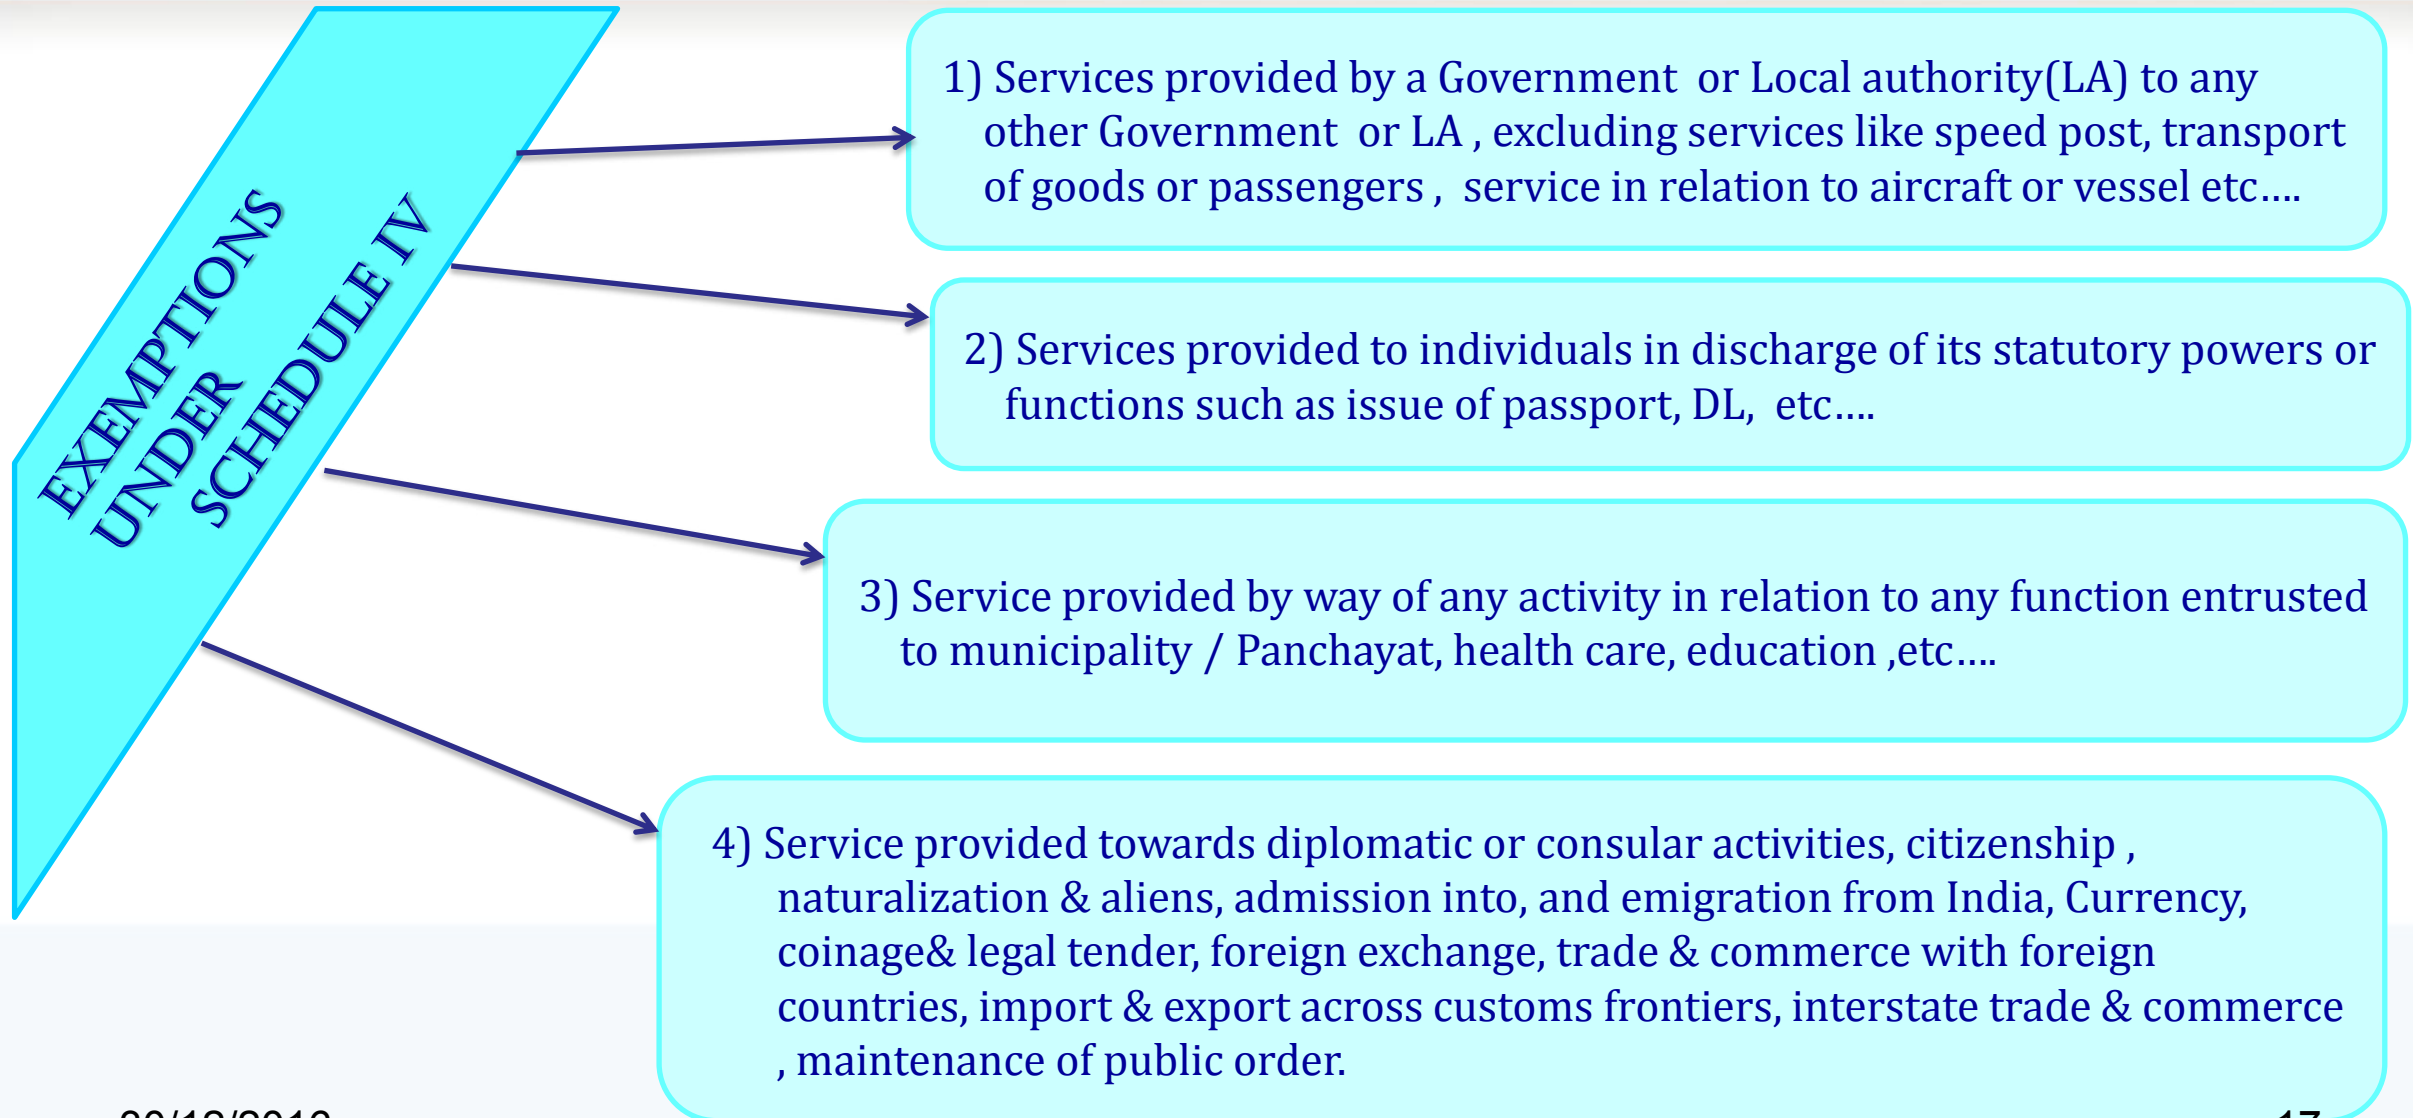 EXEMPTIONS
UNDER
SCHEDULE IV
1) Services provided by a Government or Local authority(LA) to any
other Government or LA , excluding services like speed post, transport
of goods or passengers , service in relation to aircraft or vessel etc....
2) Services provided to individuals in discharge of its statutory powers or
functions such as issue of passport, DL, etc....
3) Service provided by way of any activity in relation to any function entrusted
to municipality / Panchayat, health care, education ,etc....
4) Service provided towards diplomatic or consular activities, citizenship ,
naturalization & aliens, admission into, and emigration from India, Currency,
coinage& legal tender, foreign exchange, trade & commerce with foreign
countries, import & export across customs frontiers, interstate trade & commerce
, maintenance of public order.
17